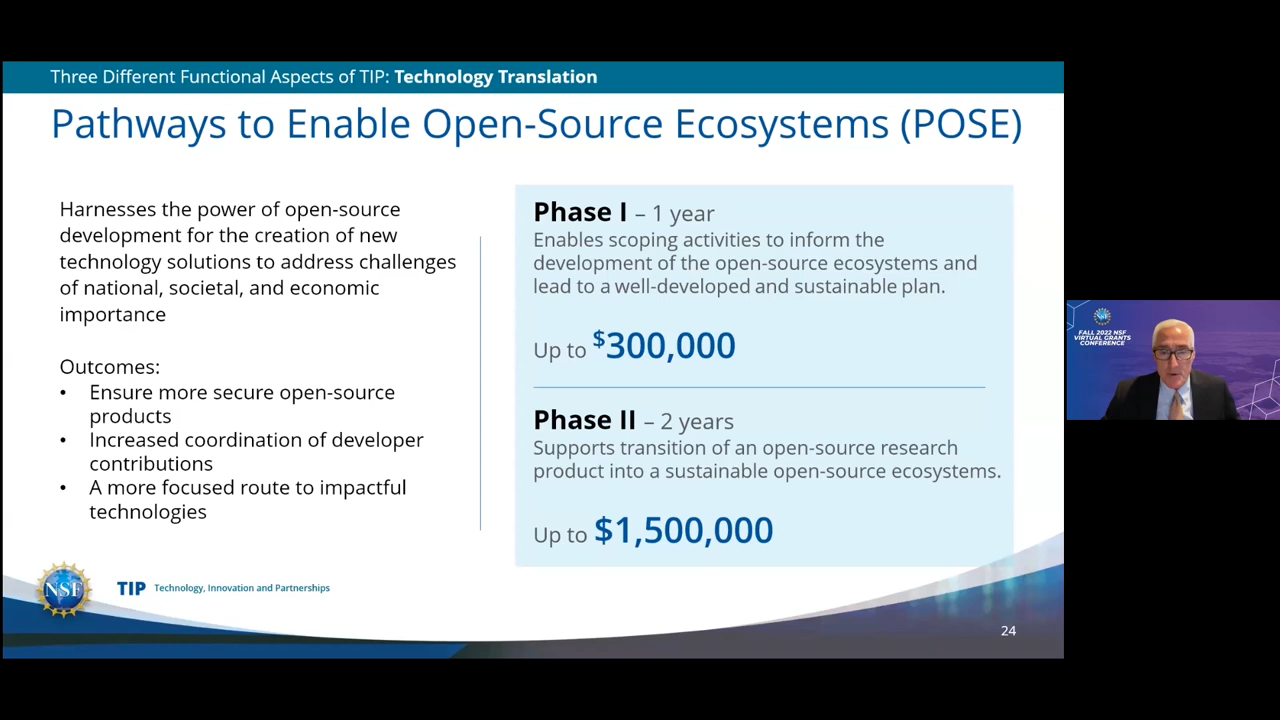 Three Different Functional Aspects of TIP: Technology Translation
Pathways to Enable Open-Source Ecosystems (POSE)
Harnesses the power of open-source
development for the creation of new
technology solutions to address challenges
of national, societal, and economic
importance
Outcomes:
• Ensure more secure open-source
products
• Increased coordination of developer
contributions
• A more focused route to impactful
technologies
Phase I – 1 year
Enables scoping activities to inform the
development of the open-source ecosystems and
lead to a well-developed and sustainable plan.
Up to $300,000
Phase II – 2 years
Supports transition of an open-source research
product into a sustainable open-source ecosystems.
Up to $1,500,000
NSF
TIP Technology, Innovation and Partnerships
24
NSF
FALL 2022 NSF
VIRTUAL GRANTS
CONFERENCE